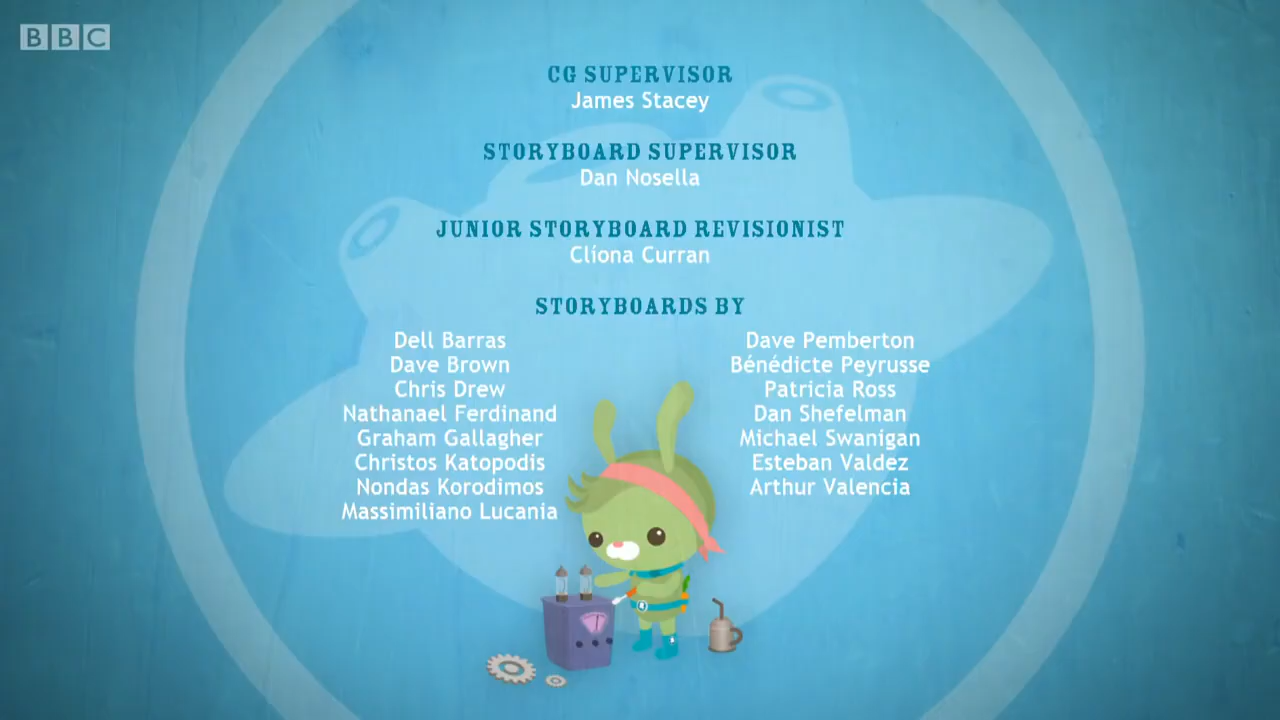 BBC
CG SUPERVISOR
James Stacey
STORYBOARD SUPERVISOR
Dan Nosella
JUNIOR STORYBOARD REVISIONIST
Clíona Curran
STORYBOARDS BY
Dell Barras
Dave Brown
Chris Drew
Nathanael Ferdinand
Graham Gallagher
Christos Katopodis
Nondas Korodimos
Massimiliano Lucania
Dave Pemberton
Bénédicte Peyrusse
Patricia Ross
Dan Shefelman
Michael Swanigan
Esteban Valdez
Arthur Valencia